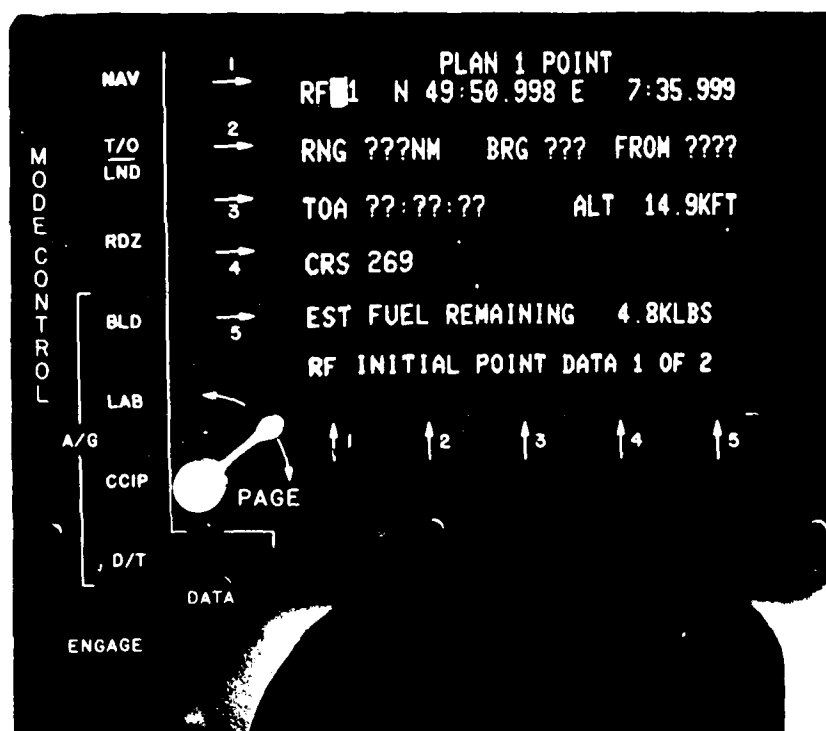 PLAN 1 POINT
RF 1 N 49:50.998 E 7:35.999
RNG ???NM BRG ??? FROM ????
TOA ??:??:?? ALT 14.9KFT
CRS 269
EST FUEL REMAINING 4.8KLBS
RF INITIAL POINT DATA 1 OF 2
1
2
3
4
5
1 2 3 4 5
MODE CONTROL
NAV
T/O
LND
RDZ
BLD
LAB
A/G
CCIP
D/T
ENGAGE
PAGE
DATA